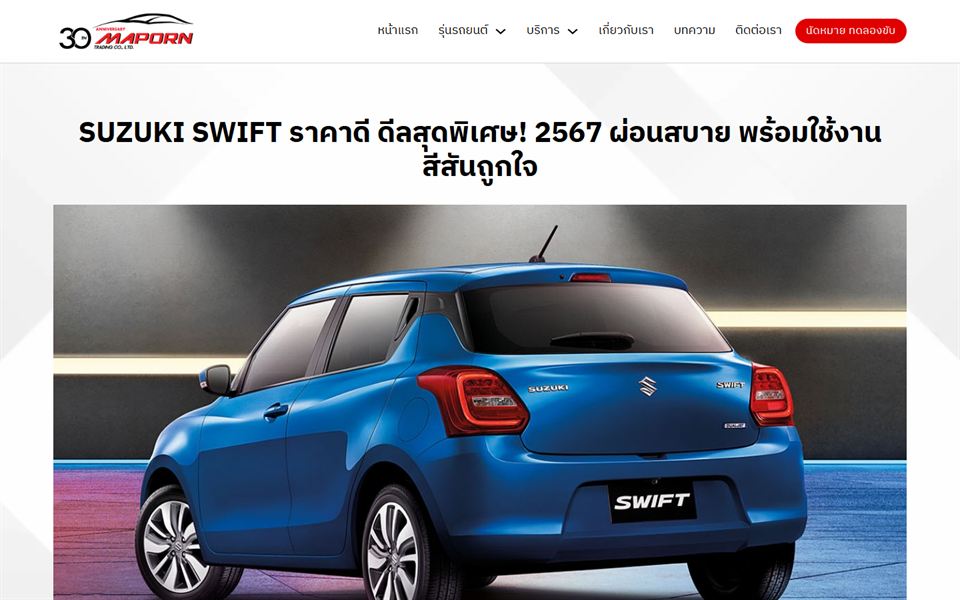 30TH ANNIVERSARY MAPORN
TRADING CO., LTD.
หน้าแรก รุ่นรถยนต์ บริการ เกี่ยวกับเรา บทความ ติดต่อเรา นัดหมาย ทดลองขับ
SUZUKI SWIFT ราคาดี ดีลสุดพิเศษ! 2567 ผ่อนสบาย พร้อมใช้งาน
สีสันถูกใจ
SUZUKI SWIFT
DUALJET
SWIFT